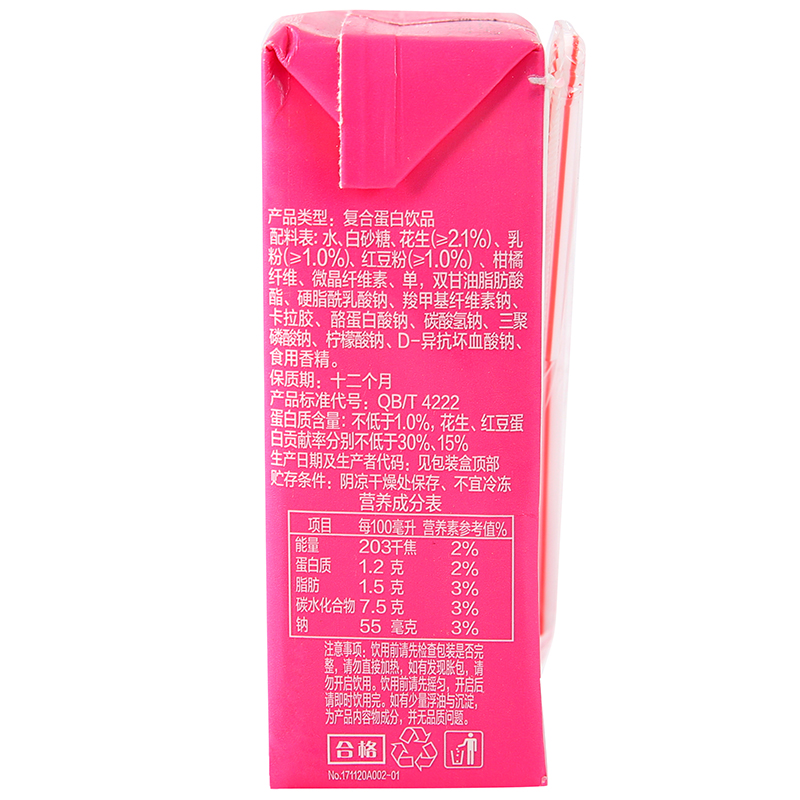 产品类型：复合蛋白饮品
配料表：水、白砂糖、花生(≥2.1%)、乳
粉(≥1.0%)、红豆粉(≥1.0%)、柑橘
纤维、微晶纤维素、单，双甘油脂肪酸
酯、硬脂酰乳酸钠、羧甲基纤维素钠、
卡拉胶、酪蛋白酸钠、碳酸氢钠、三聚
磷酸钠、柠檬酸钠、D-异抗坏血酸钠、
食用香精。
保质期：十二个月
产品标准代号：QB/T 4222
蛋白质含量：不低于1.0%，花生、红豆蛋
白贡献率分别不低于30%、15%
生产日期及生产者代码：见包装盒顶部
贮存条件：阴凉干燥处保存、不宜冷冻
营养成分表
项目 每100毫升 营养素参考值%
能量 203千焦 2%
蛋白质 1.2 克 2%
脂肪 1.5 克 3%
碳水化合物 7.5 克 3%
钠 55 毫克 3%
注意事项：饮用前请先检查包装是否完
整，请勿直接加热，如有发现胀包，请
勿开启饮用。饮用前请先摇匀，开启后
请即时饮用完。如有少量浮油与沉淀，
为产品内容物成分，并无品质问题。
合格
No.171120A002-01